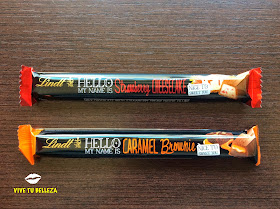 Lindt HELLO
MY NAME IS Strawberry CHEESECAKE
Lindt HELLO
MY NAME IS CARAMEL Brownie
VIVE TU BELLEZA